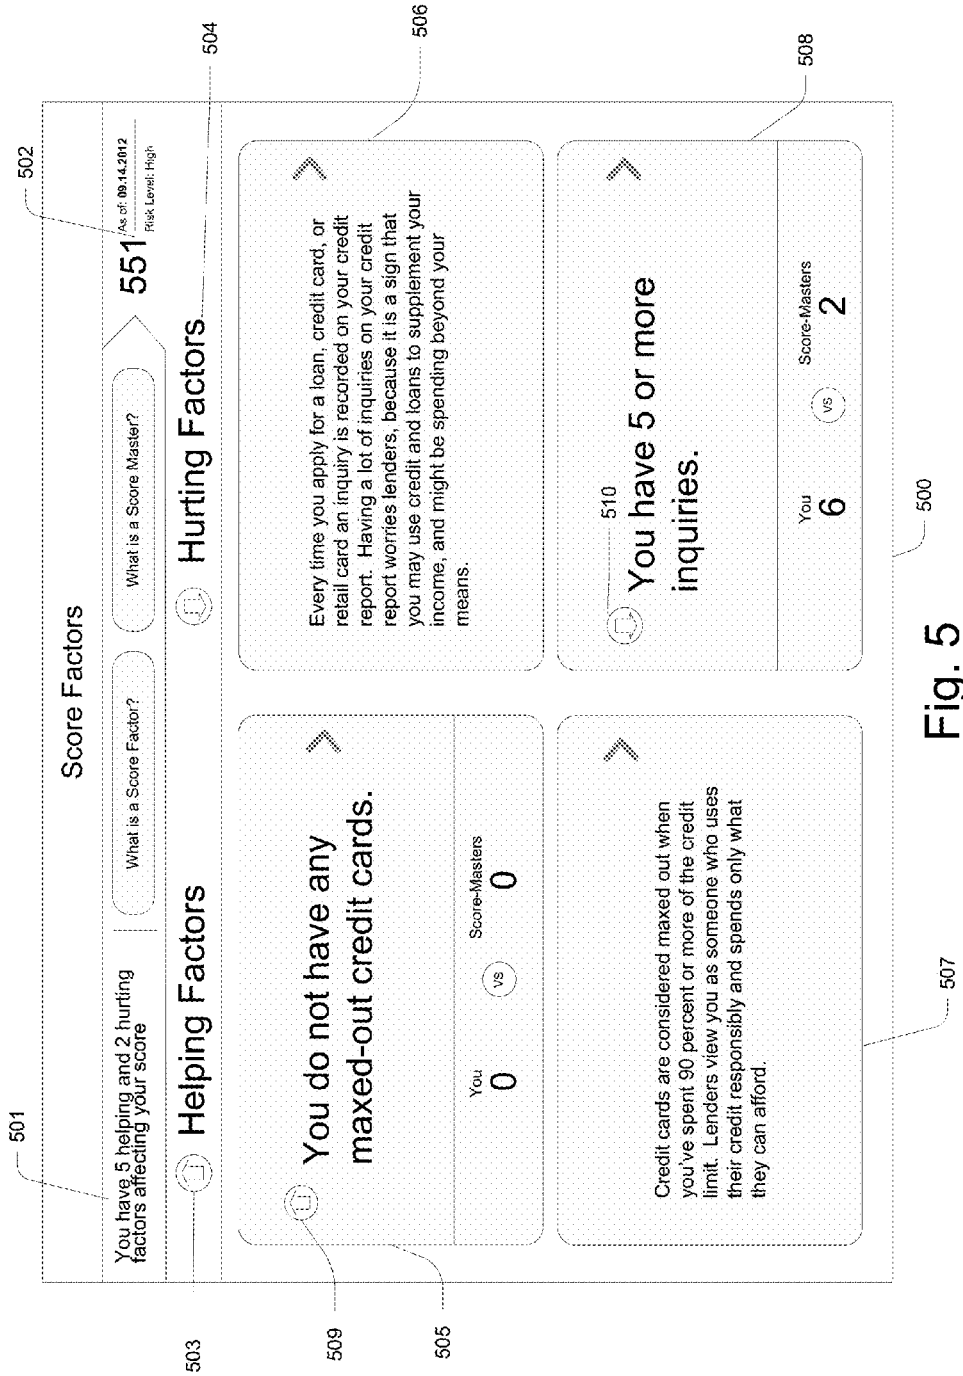 Score Factors
You have 5 helping and 2 hurting
factors affecting your score
What is a Score Factor?
What is a Score Master?
551
As of: 09.14.2012
Risk Level: High
Helping Factors
Hurting Factors
You do not have any
maxed-out credit cards.
You
0
vs
Score-Masters
0
Every time you apply for a loan, credit card, or
retail card an inquiry is recorded on your credit
report. Having a lot of inquiries on your credit
report worries lenders, because it is a sign that
you may use credit and loans to supplement your
income, and might be spending beyond your
means.
Credit cards are considered maxed out when
you've spent 90 percent or more of the credit
limit. Lenders view you as someone who uses
their credit responsibly and spends only what
they can afford.
You have 5 or more
inquiries.
You
6
vs
Score-Masters
2
501
502
503
504
505
506
507
508
509
510
500
Fig. 5